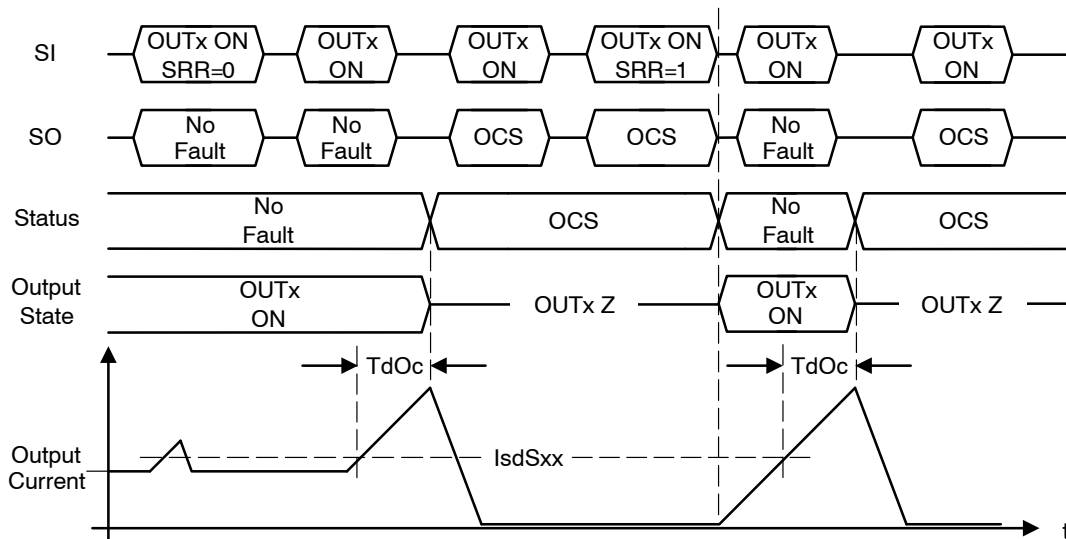 SI
OUTx ON
SRR=0
OUTx
ON
OUTx
ON
OUTx ON
SRR=1
OUTx
ON
OUTx
ON
SO
No
Fault
No
Fault
OCS
OCS
No
Fault
OCS
Status
No
Fault
OCS
No
Fault
OCS
Output
State
OUTx
ON
OUTx Z
OUTx
ON
OUTx Z
TdOc
TdOc
Output
Current
IsdSxx
t